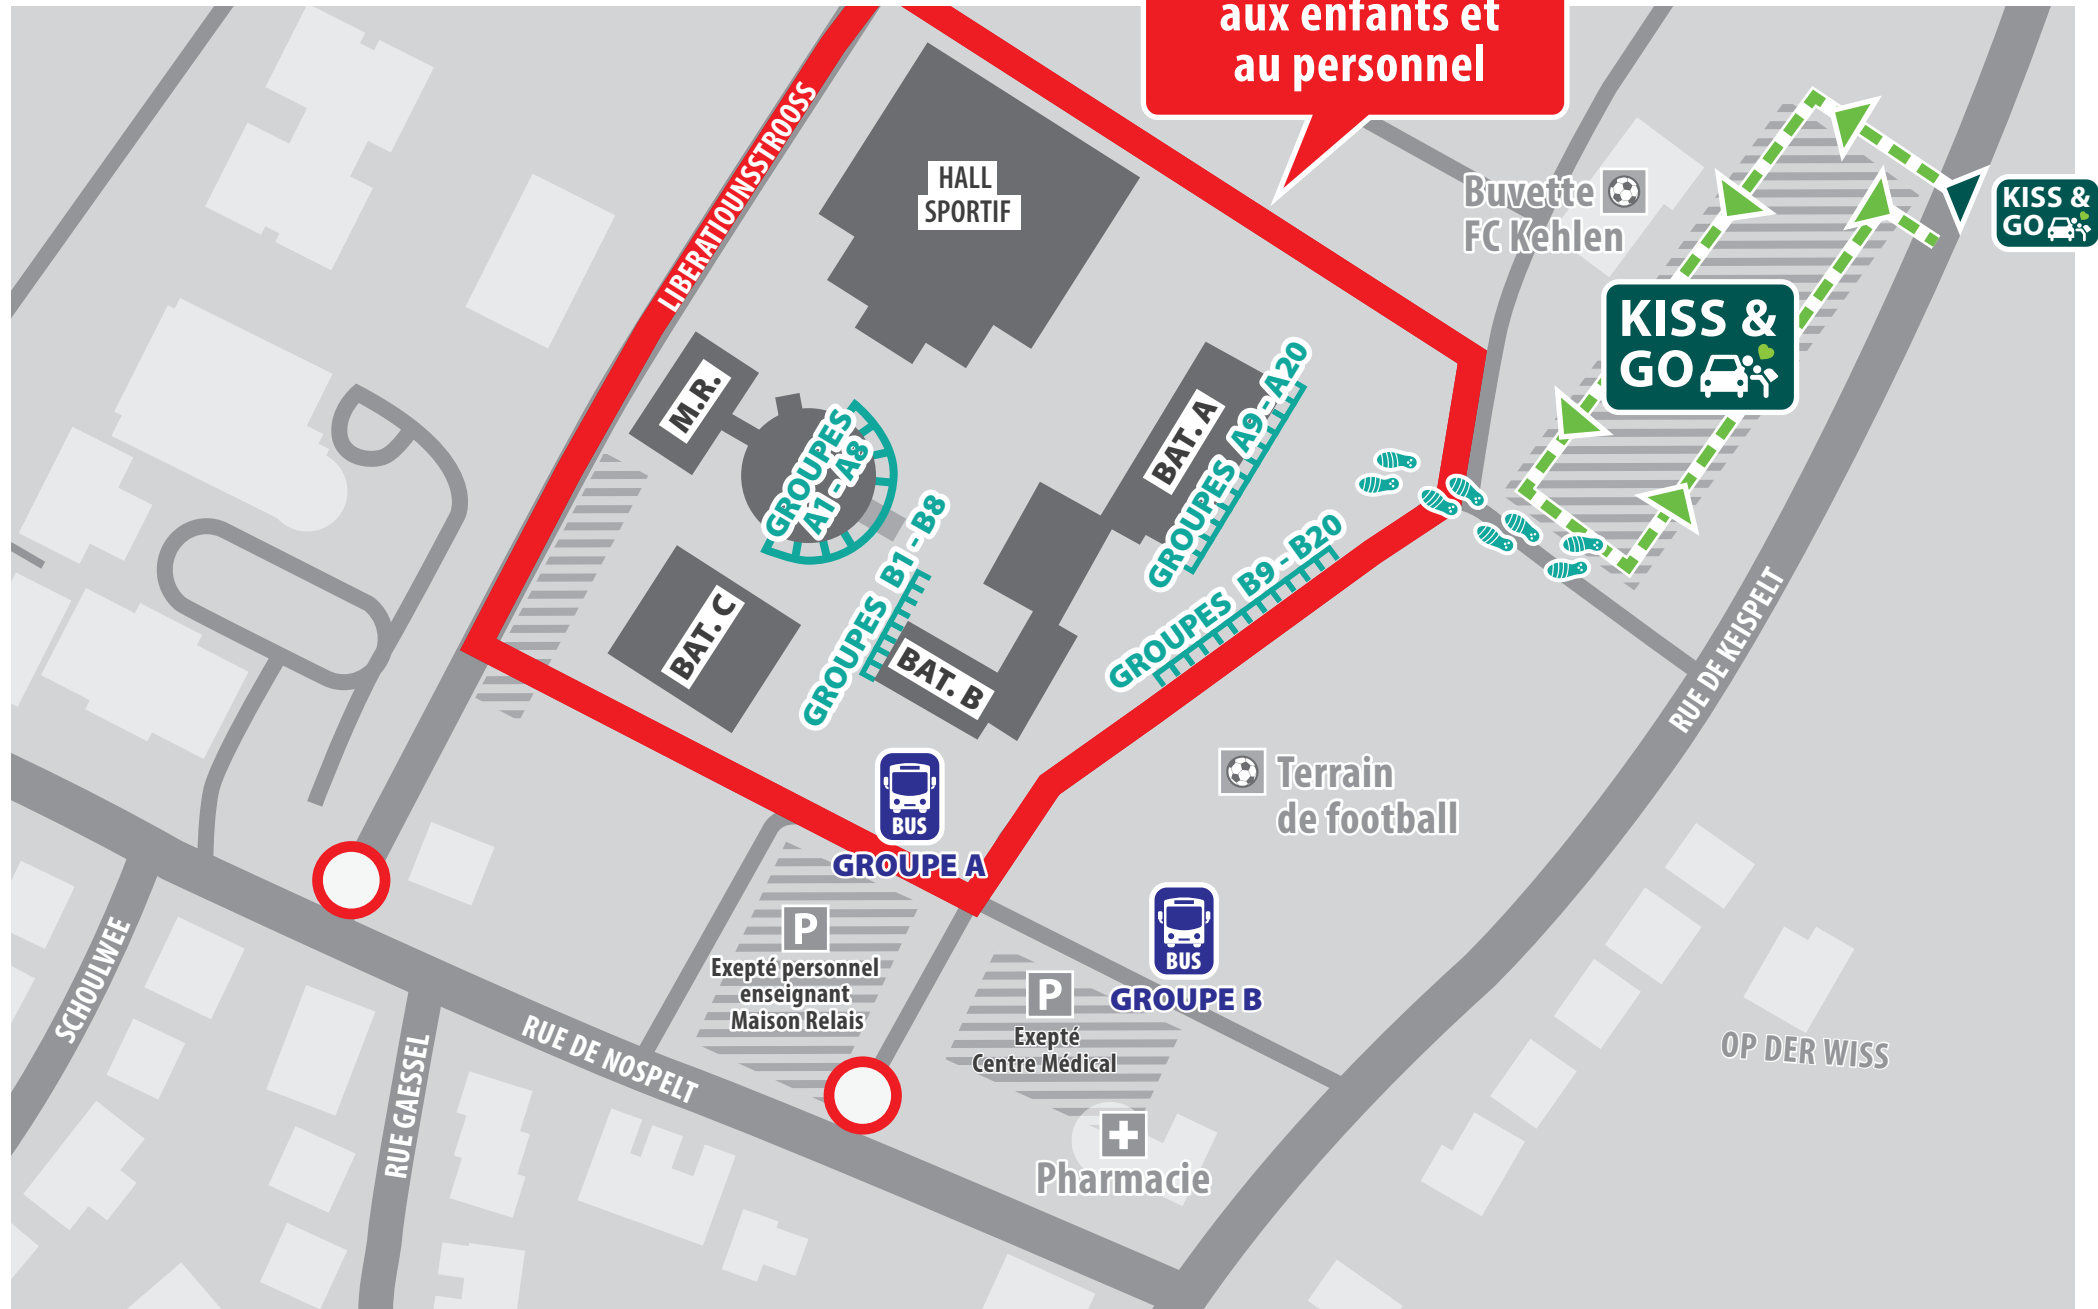 aux enfants et
au personnel
LIBERATIOUNSSTROOSS
HALL
SPORTIF
Buvette
FC Kehlen
KISS &
GO
KISS &
GO
M.R.
GROUPES
A1 - A8
BAT. A
GROUPES A9 - A20
GROUPES B1 - B8
GROUPES B9 - B20
BAT. C
BAT. B
RUE DE KEISPELT
BUS
GROUPE A
Terrain
de football
BUS
GROUPE B
P
Exepté personnel
enseignant
Maison Relais
P
Exepté
Centre Médical
SCHOULWEE
RUE GAESSEL
RUE DE NOSPELT
OP DER WISS
Pharmacie